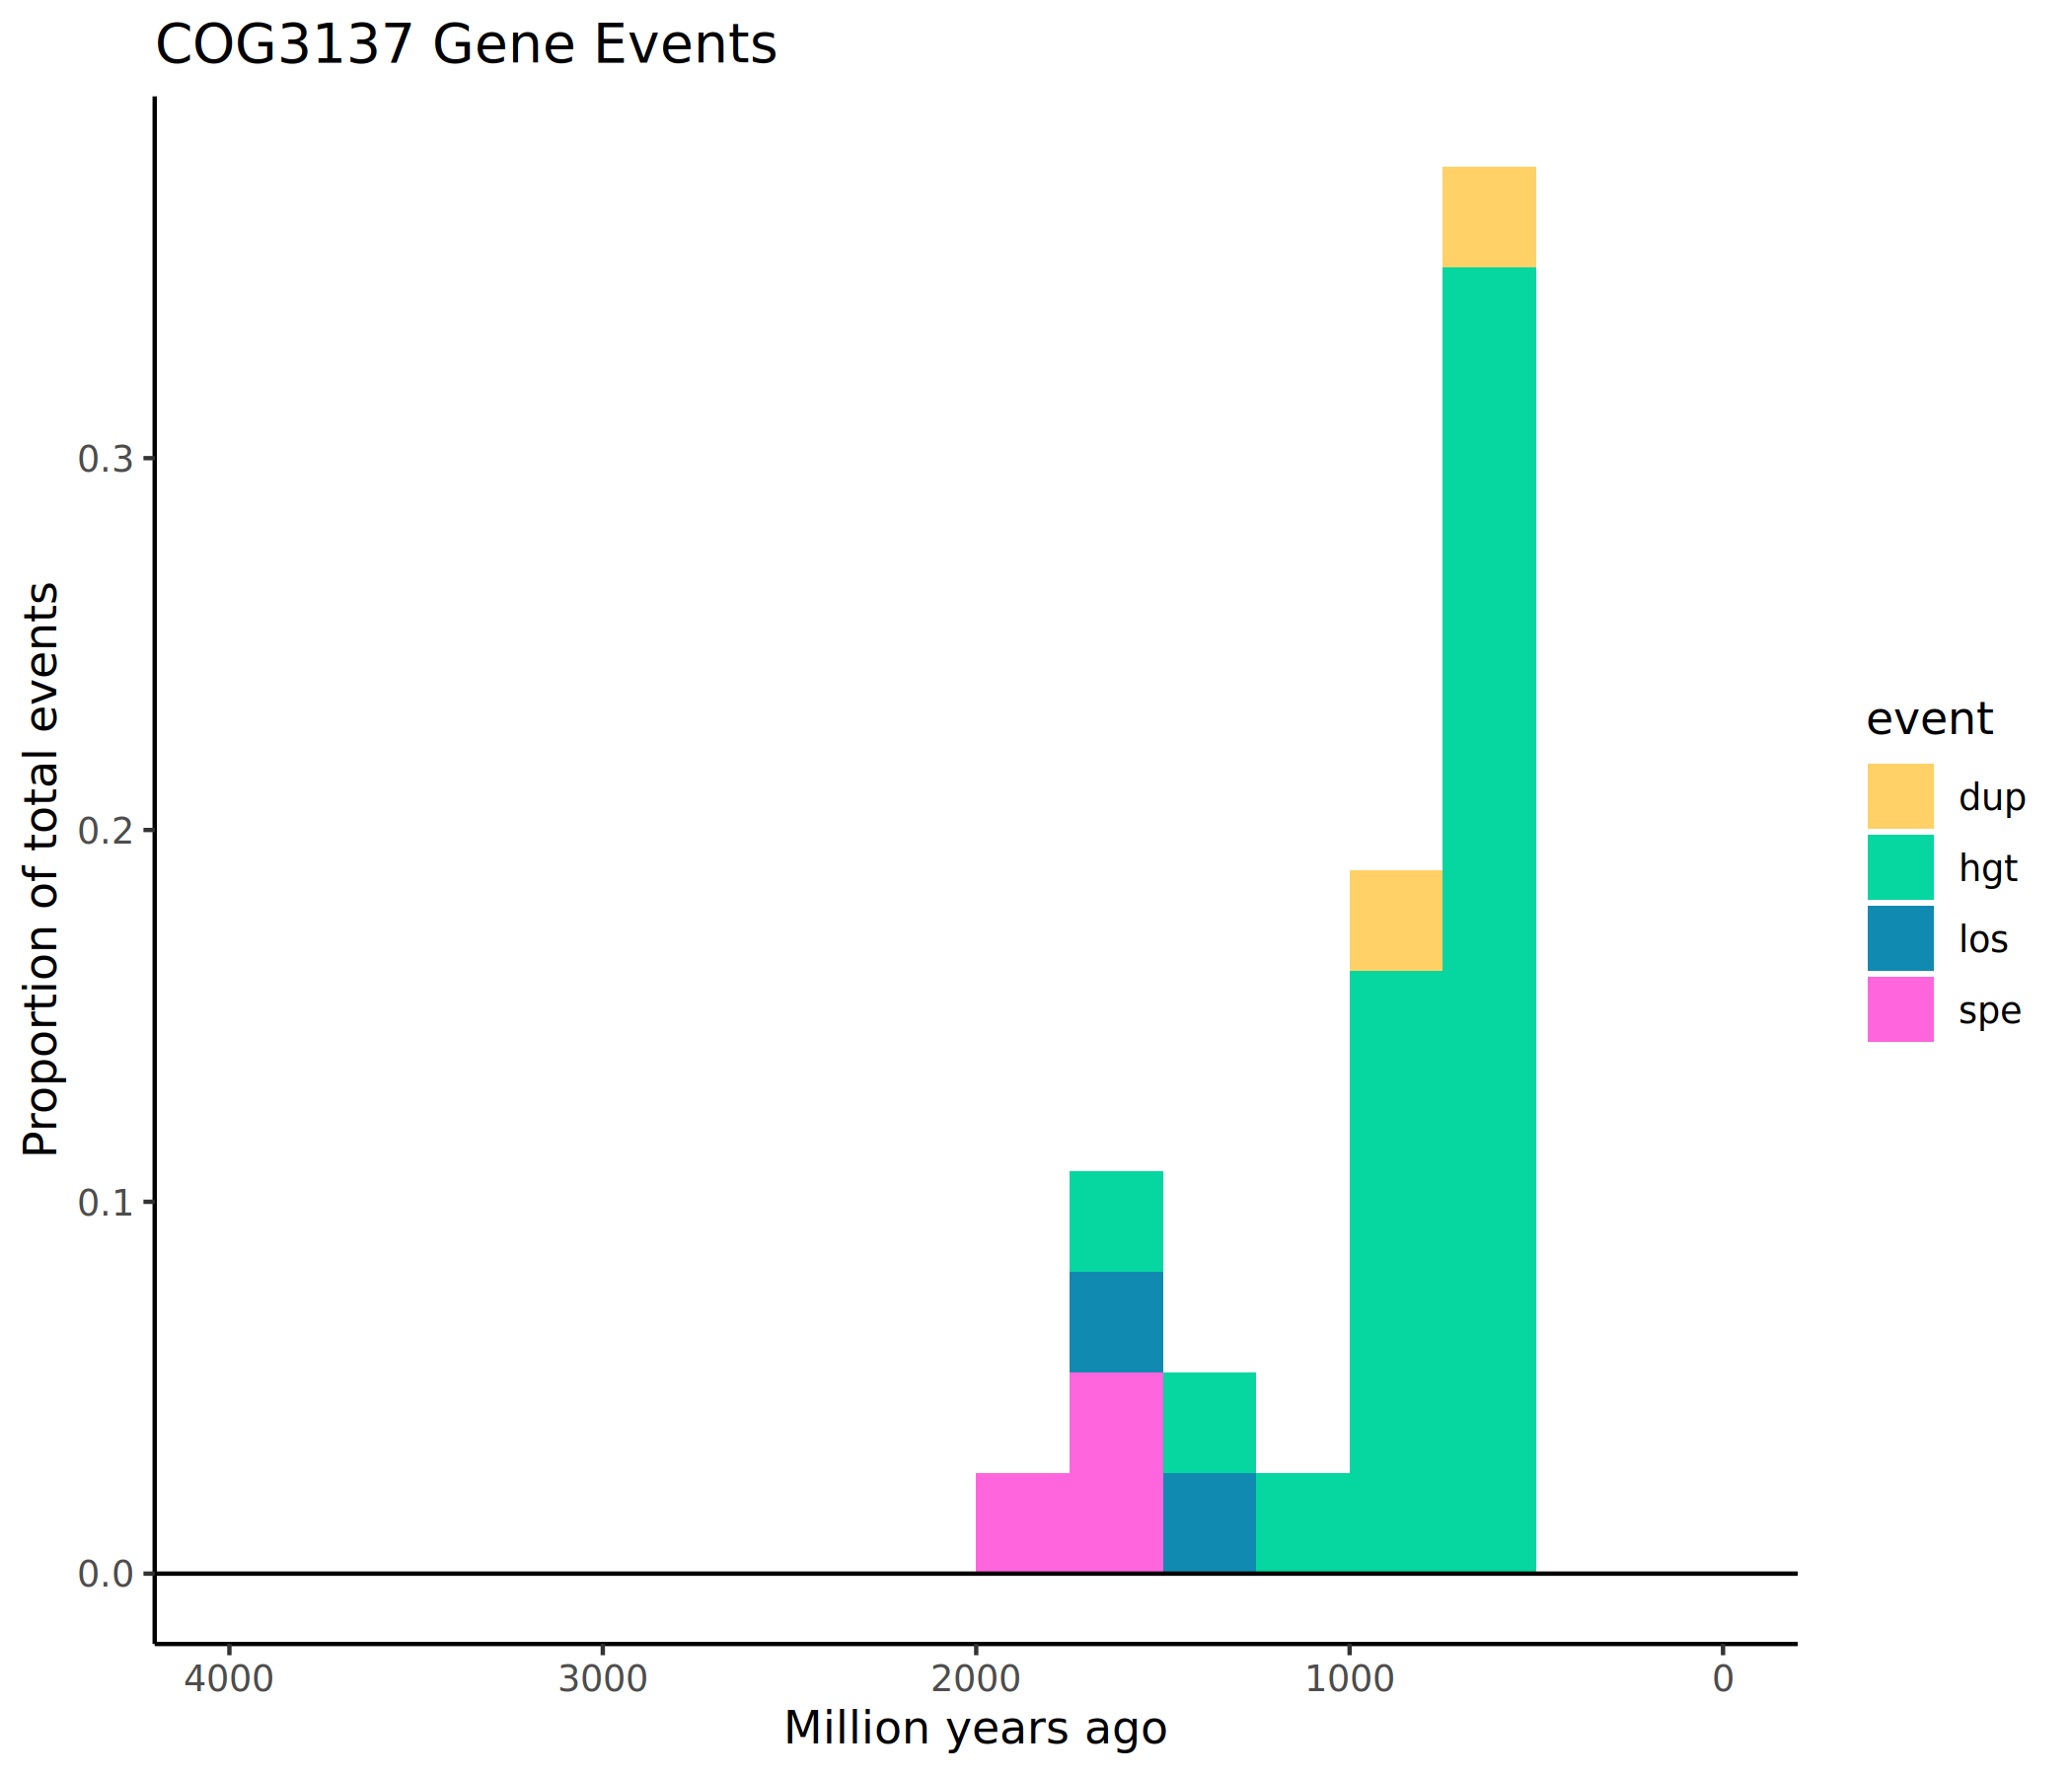 COG3137 Gene Events
Proportion of total events
0.3
0.2
0.1
0.0
4000 3000 2000 1000 0
Million years ago
event
dup
hgt
los
spe